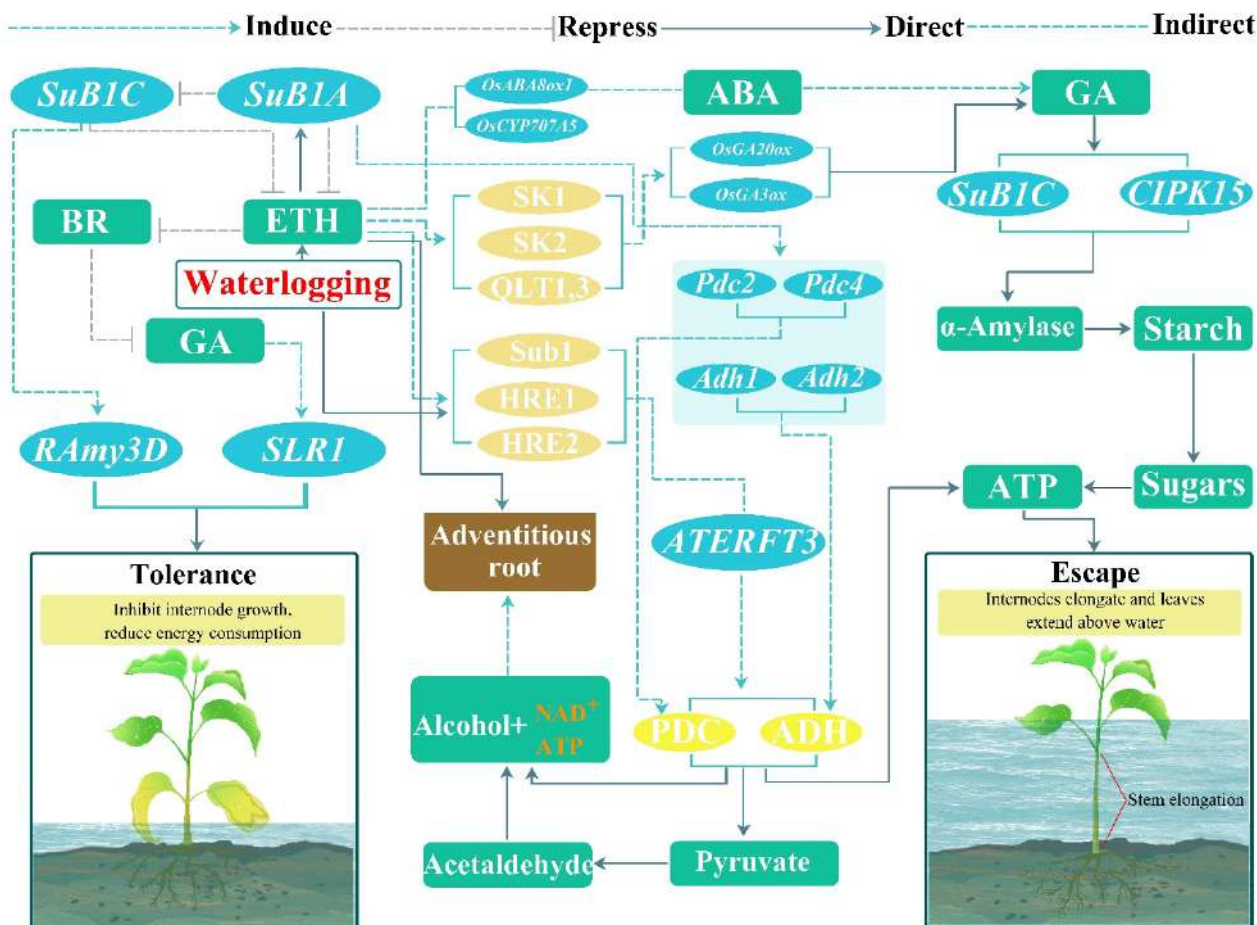 Induce
Repress
Direct
Indirect
SuB1C
SuB1A
OsABA8ox1
OsCYP707A5
ABA
GA
OsGA20ox
OsGA3ox
SuB1C
CIPK15
SK1
SK2
QLT1,3
BR
ETH
Waterlogging
GA
Pdc2
Pdc4
Adh1
Adh2
α-Amylase
Starch
Sub1
HRE1
HRE2
RAmy3D
SLR1
ATP
Sugars
Adventitious
root
ATERFT3
Tolerance
Inhibit internode growth,
reduce energy consumption
Escape
Internodes elongate and leaves
extend above water
Alcohol+
NAD+
ATP
PDC
ADH
Stem elongation
Acetaldehyde
Pyruvate